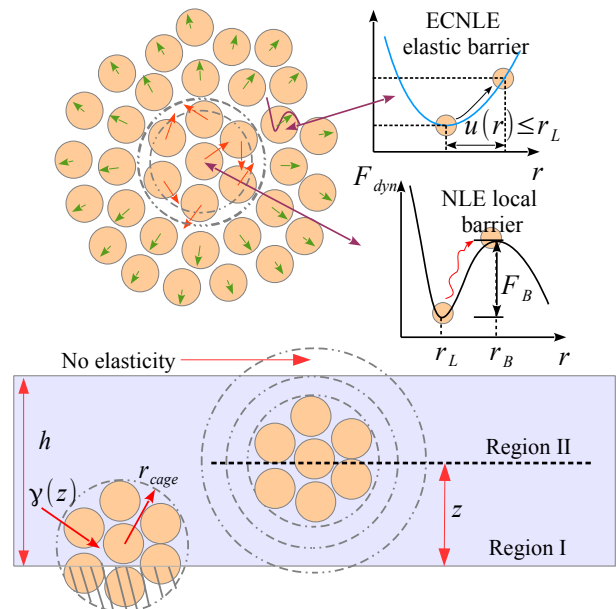 ECNLE
elastic barrier
u(r)≤r_L
r
F_dyn
NLE local
barrier
F_B
r_L
r_B
r
No elasticity
h
r_cage
γ(z)
Region II
z
Region I